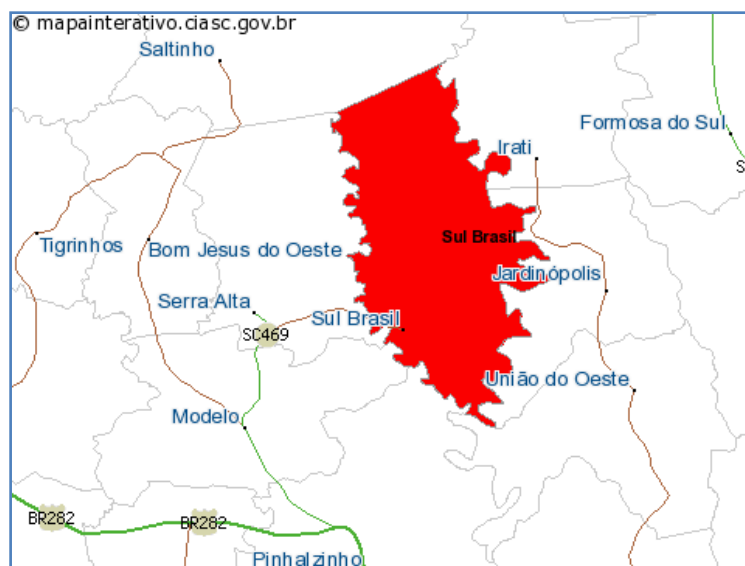 © mapainterativo.ciasc.gov.br
Saltinho
Formosa do Sul
Irati
S
Tigrinhos
Bom Jesus do Oeste
Sul Brasil
Jardinópolis
Serra Alta
Sul Brasil
SC469
União do Oeste
Modelo
BR282
BR282
Pinhalzinho